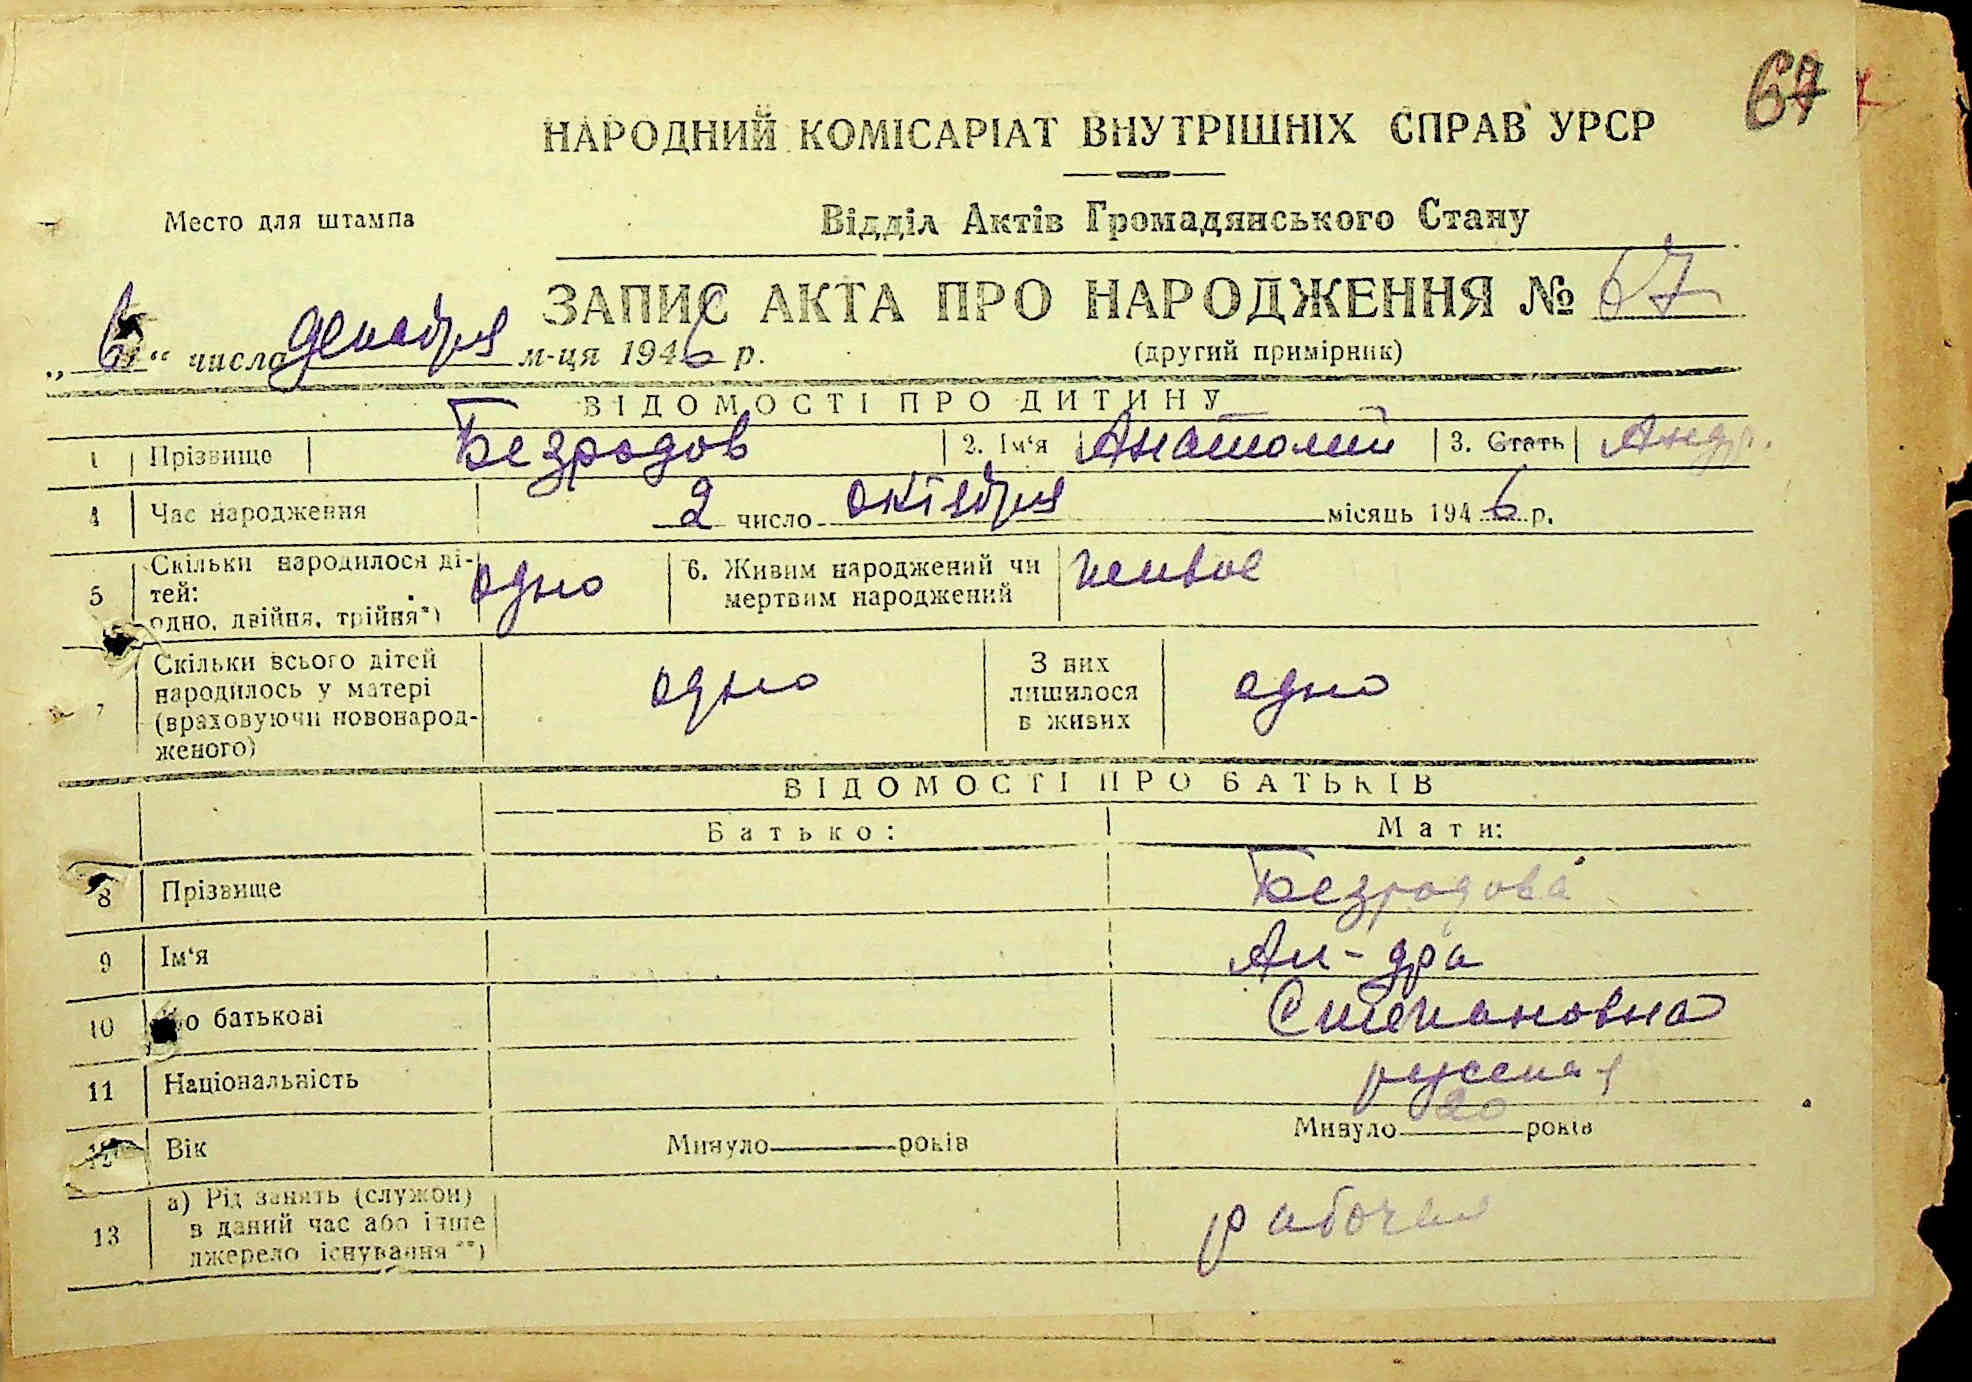 67
НАРОДНИЙ КОМІСАРІАТ ВНУТРІШНІХ СПРАВ УРСР
Место для штампа
Відділ Актів Громадянського Стану
ЗАПИС АКТА ПРО НАРОДЖЕННЯ № 67
„6“ числа декабря м-ця 1946 р.
(другий примірник)
ВІДОМОСТІ ПРО ДИТИНУ
1 Прізвище Безродов 2. Ім'я Анатолий 3. Стать Андр.
4 Час народження 2 число октября місяць 1946 р.
5 Скільки народилося дітей: одно, двійня, трійня*) одно 6. Живим народжений чи мертвим народжений живое
7 Скільки всього дітей народилось у матері (враховуючи новонародженого) одно З них лишилося в живих одно
ВІДОМОСТІ ПРО БАТЬКІВ
Батько: Мати:
8 Прізвище Безродова
9 Ім'я Ал-дра
10 По батькові Степановна
11 Національність русская
12 Вік Минуло років Минуло 20 років
13 а) Рід занять (служби) в даний час або інше джерело існування**) рабочая